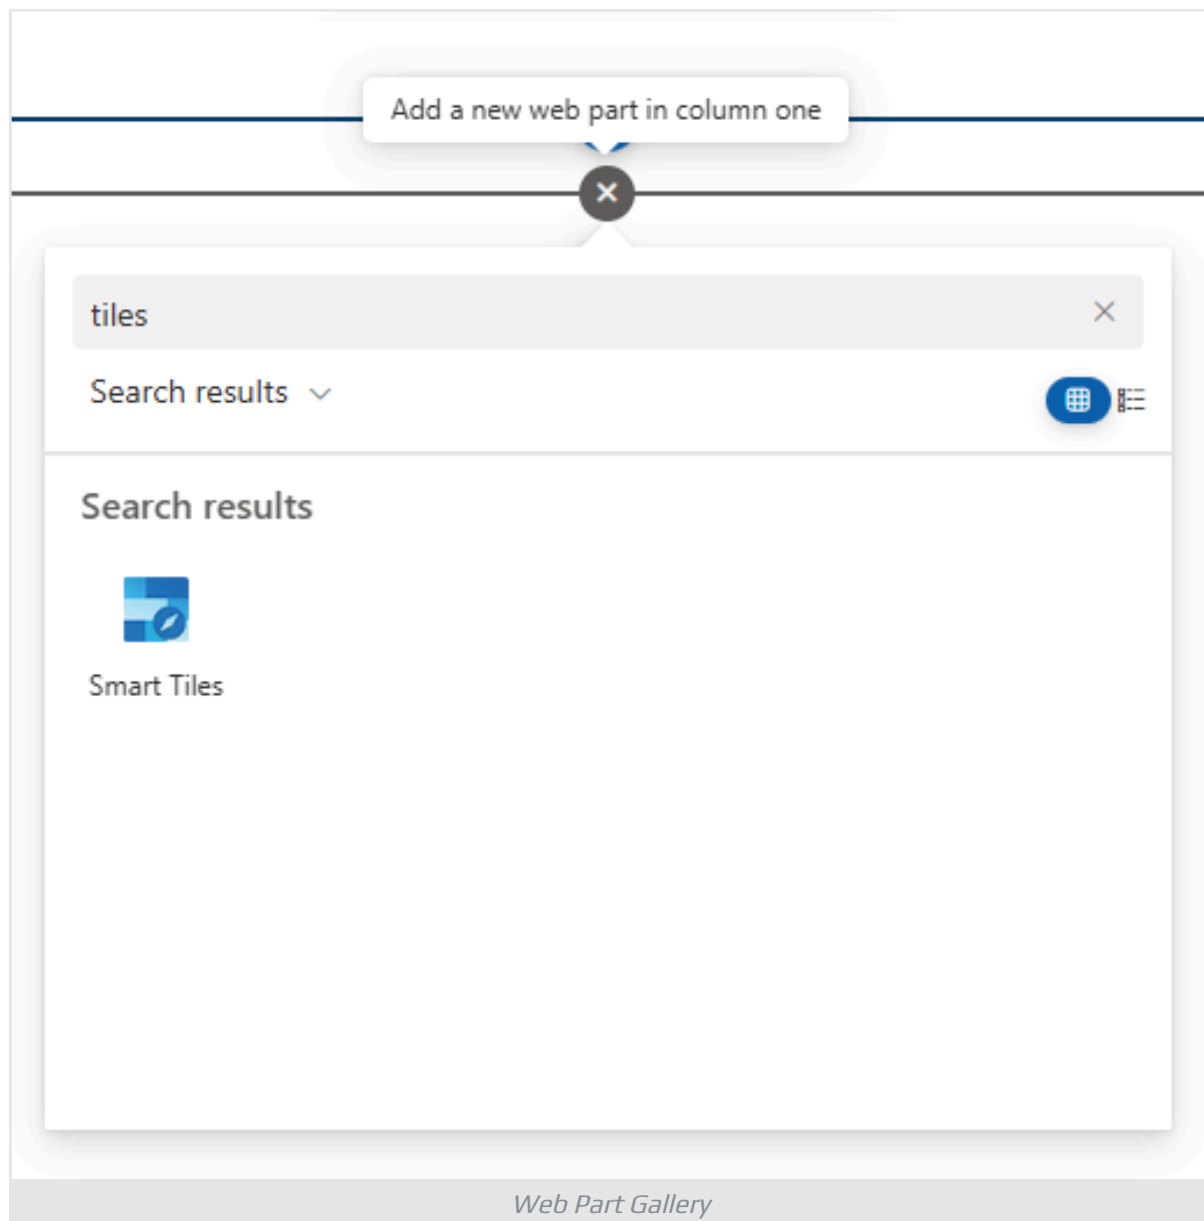 Add a new web part in column one
tiles
Search results
Search results
Smart Tiles
Web Part Gallery